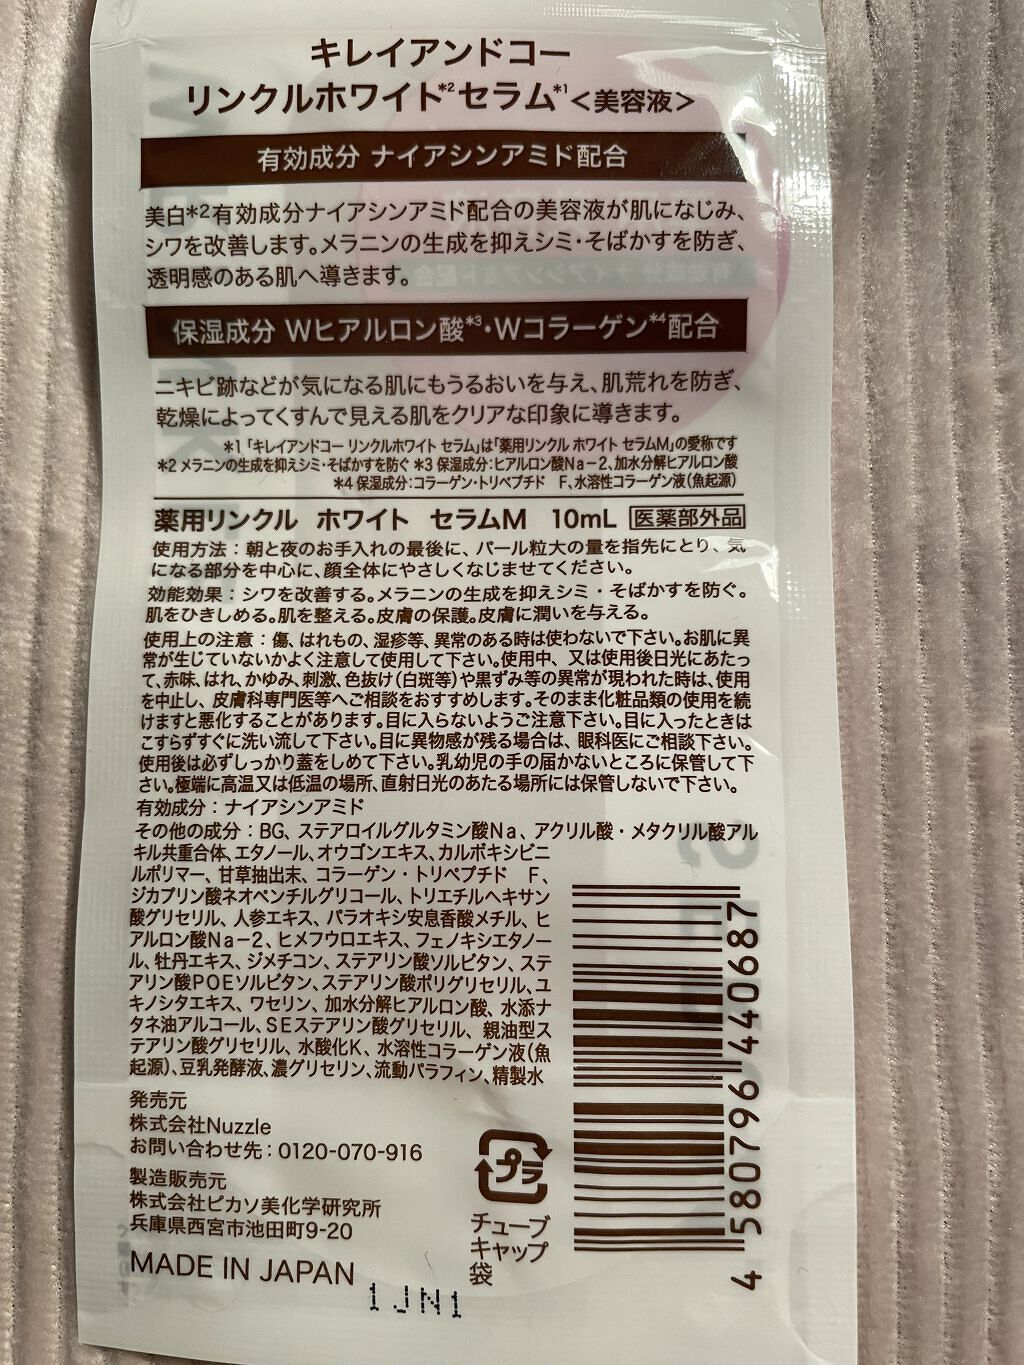 キレイアンドコー
リンクルホワイト*2セラム*1<美容液>
有効成分 ナイアシンアミド配合
美白*2有効成分ナイアシンアミド配合の美容液が肌になじみ、
シワを改善します。メラニンの生成を抑えシミ・そばかすを防ぎ、
透明感のある肌へ導きます。
保湿成分 Wヒアルロン酸*3・Wコラーゲン*4配合
ニキビ跡などが気になる肌にもうるおいを与え、肌荒れを防ぎ、
乾燥によってくすんで見える肌をクリアな印象に導きます。
*1「キレイアンドコー リンクルホワイト セラム」は「薬用リンクル ホワイト セラムM」の愛称です
*2 メラニンの生成を抑えシミ・そばかすを防ぐ *3 保湿成分:ヒアルロン酸Na-2、加水分解ヒアルロン酸
*4 保湿成分:コラーゲン・トリペプチド F、水溶性コラーゲン液(魚起源)
薬用リンクル ホワイト セラムM 10mL 医薬部外品
使用方法:朝と夜のお手入れの最後に、パール粒大の量を指先にとり、気
になる部分を中心に、顔全体にやさしくなじませてください。
効能効果:シワを改善する。メラニンの生成を抑えシミ・そばかすを防ぐ。
肌をひきしめる。肌を整える。皮膚の保護。皮膚に潤いを与える。
使用上の注意:傷、はれもの、湿疹等、異常のある時は使わないで下さい。お肌に異
常が生じていないかよく注意して使用して下さい。使用中、又は使用後日光にあたっ
て、赤味、はれ、かゆみ、刺激、色抜け(白斑等)や黒ずみ等の異常が現われた時は、使用
を中止し、皮膚科専門医等へご相談をおすすめします。そのまま化粧品類の使用を続
けますと悪化することがあります。目に入らないようご注意下さい。目に入ったときは
こすらずすぐに洗い流して下さい。目に異物感が残る場合は、眼科医にご相談下さい。
使用後は必ずしっかり蓋をしめて下さい。乳幼児の手の届かないところに保管して下
さい。極端に高温又は低温の場所、直射日光のあたる場所には保管しないで下さい。
有効成分:ナイアシンアミド
その他の成分:BG、ステアロイルグルタミン酸Na、アクリル酸・メタクリル酸アル
キル共重合体、エタノール、オウゴンエキス、カルボキシビニ
ルポリマー、甘草抽出末、コラーゲン・トリペプチド F、
ジカプリン酸ネオペンチルグリコール、トリエチルヘキサン
酸グリセリル、人参エキス、パラオキシ安息香酸メチル、ヒ
アルロン酸Na-2、ヒメフウロエキス、フェノキシエタノー
ル、牡丹エキス、ジメチコン、ステアリン酸ソルビタン、ステ
アリン酸POEソルビタン、ステアリン酸ポリグリセリル、ユ
キノシタエキス、ワセリン、加水分解ヒアルロン酸、水添ナ
タネ油アルコール、SEステアリン酸グリセリル、親油型ス
テアリン酸グリセリル、水酸化K、水溶性コラーゲン液(魚
起源)、豆乳発酵液、濃グリセリン、流動パラフィン、精製水
発売元
株式会社Nuzzle
お問い合わせ先:0120-070-916
製造販売元
株式会社ピカソ美化学研究所
兵庫県西宮市池田町9-20
MADE IN JAPAN
1JN1
プラ
チューブ
キャップ
袋
4 580796 440687